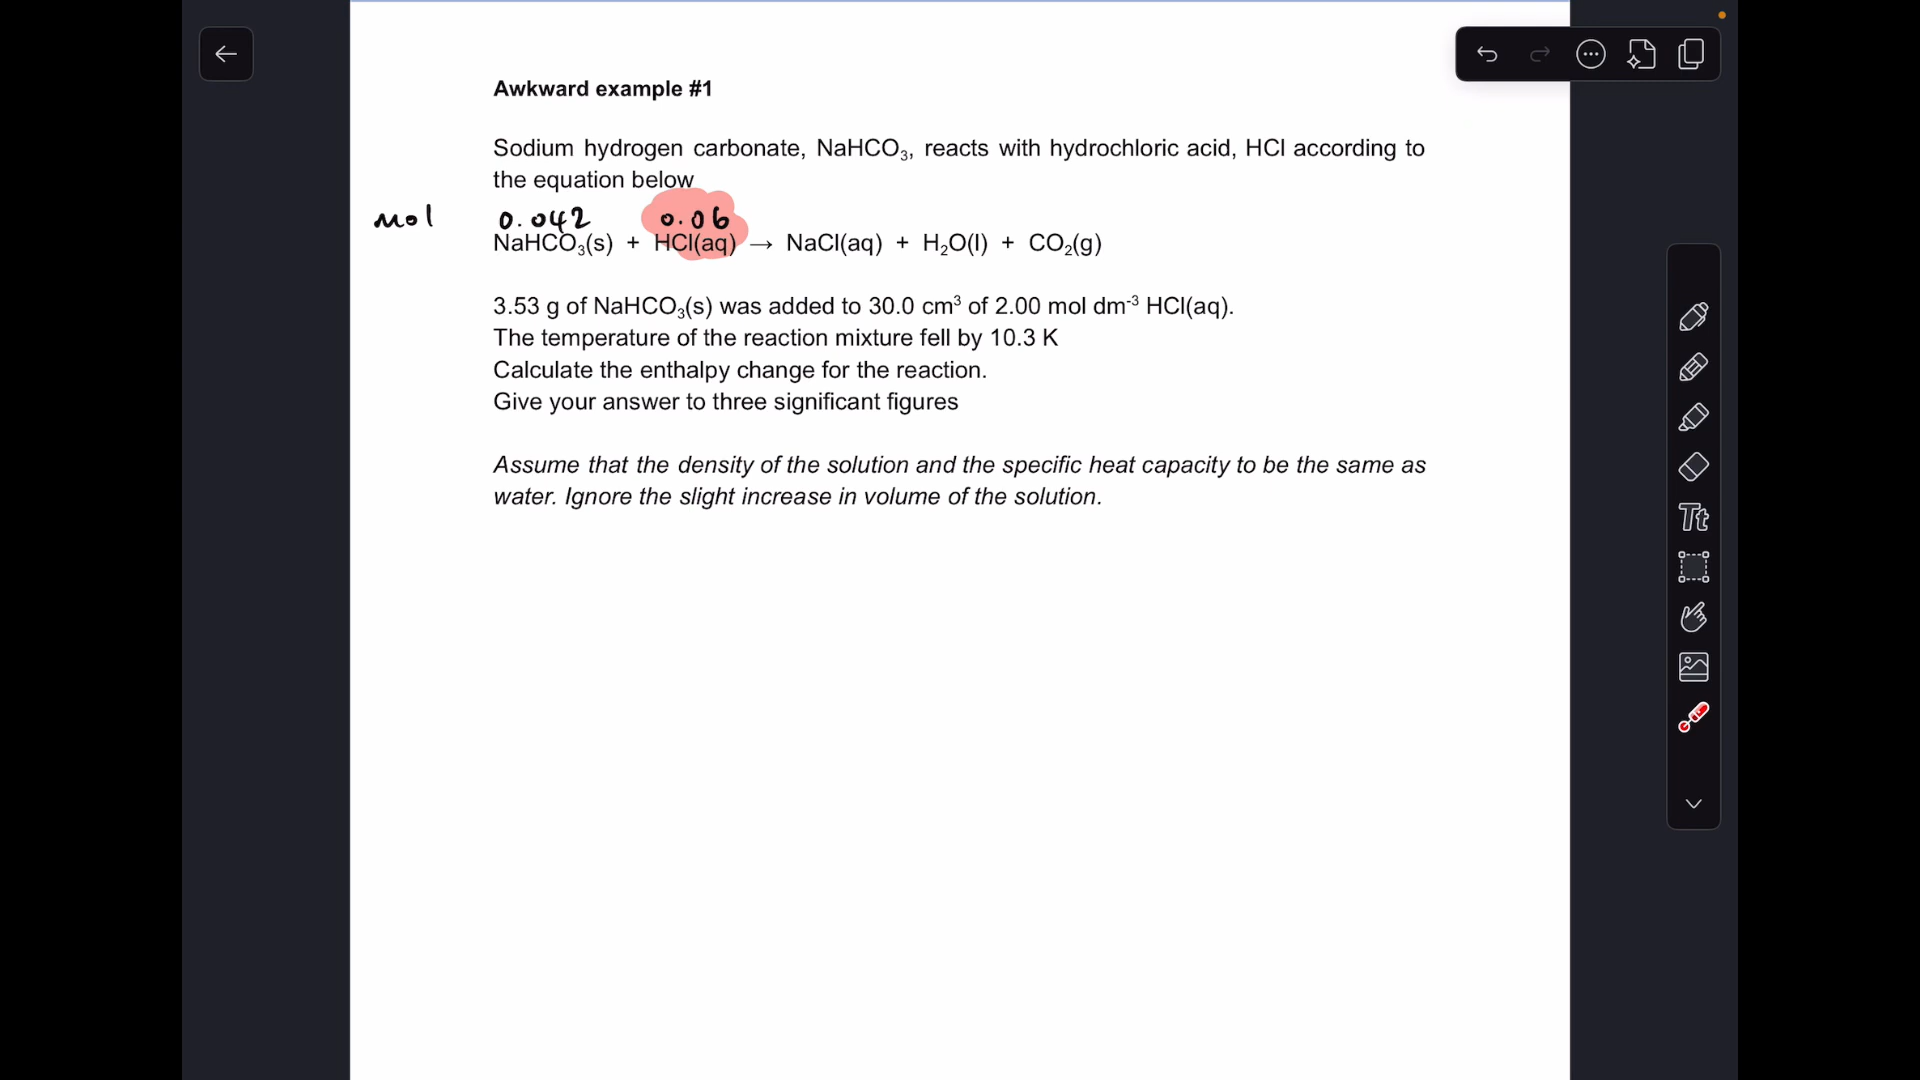 Awkward example #1
Sodium hydrogen carbonate, NaHCO₃, reacts with hydrochloric acid, HCl according to
the equation below
mol 0.042 0.06
NaHCO₃(s) + HCl(aq) → NaCl(aq) + H₂O(l) + CO₂(g)
3.53 g of NaHCO₃(s) was added to 30.0 cm³ of 2.00 mol dm⁻³ HCl(aq).
The temperature of the reaction mixture fell by 10.3 K
Calculate the enthalpy change for the reaction.
Give your answer to three significant figures
Assume that the density of the solution and the specific heat capacity to be the same as
water. Ignore the slight increase in volume of the solution.
Tt